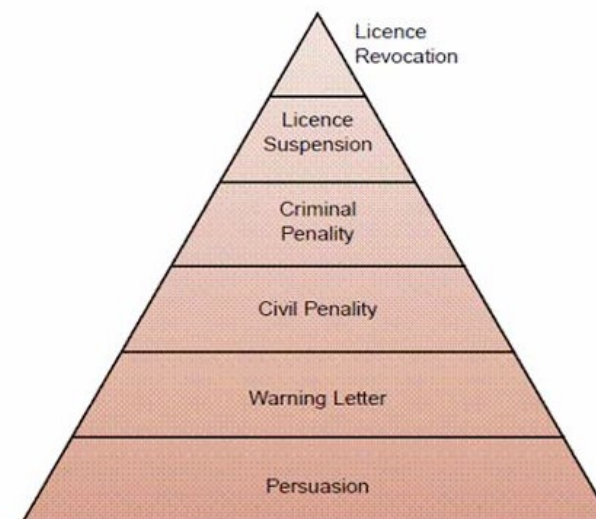 Licence
Revocation
Licence
Suspension
Criminal
Penality
Civil Penality
Warning Letter
Persuasion